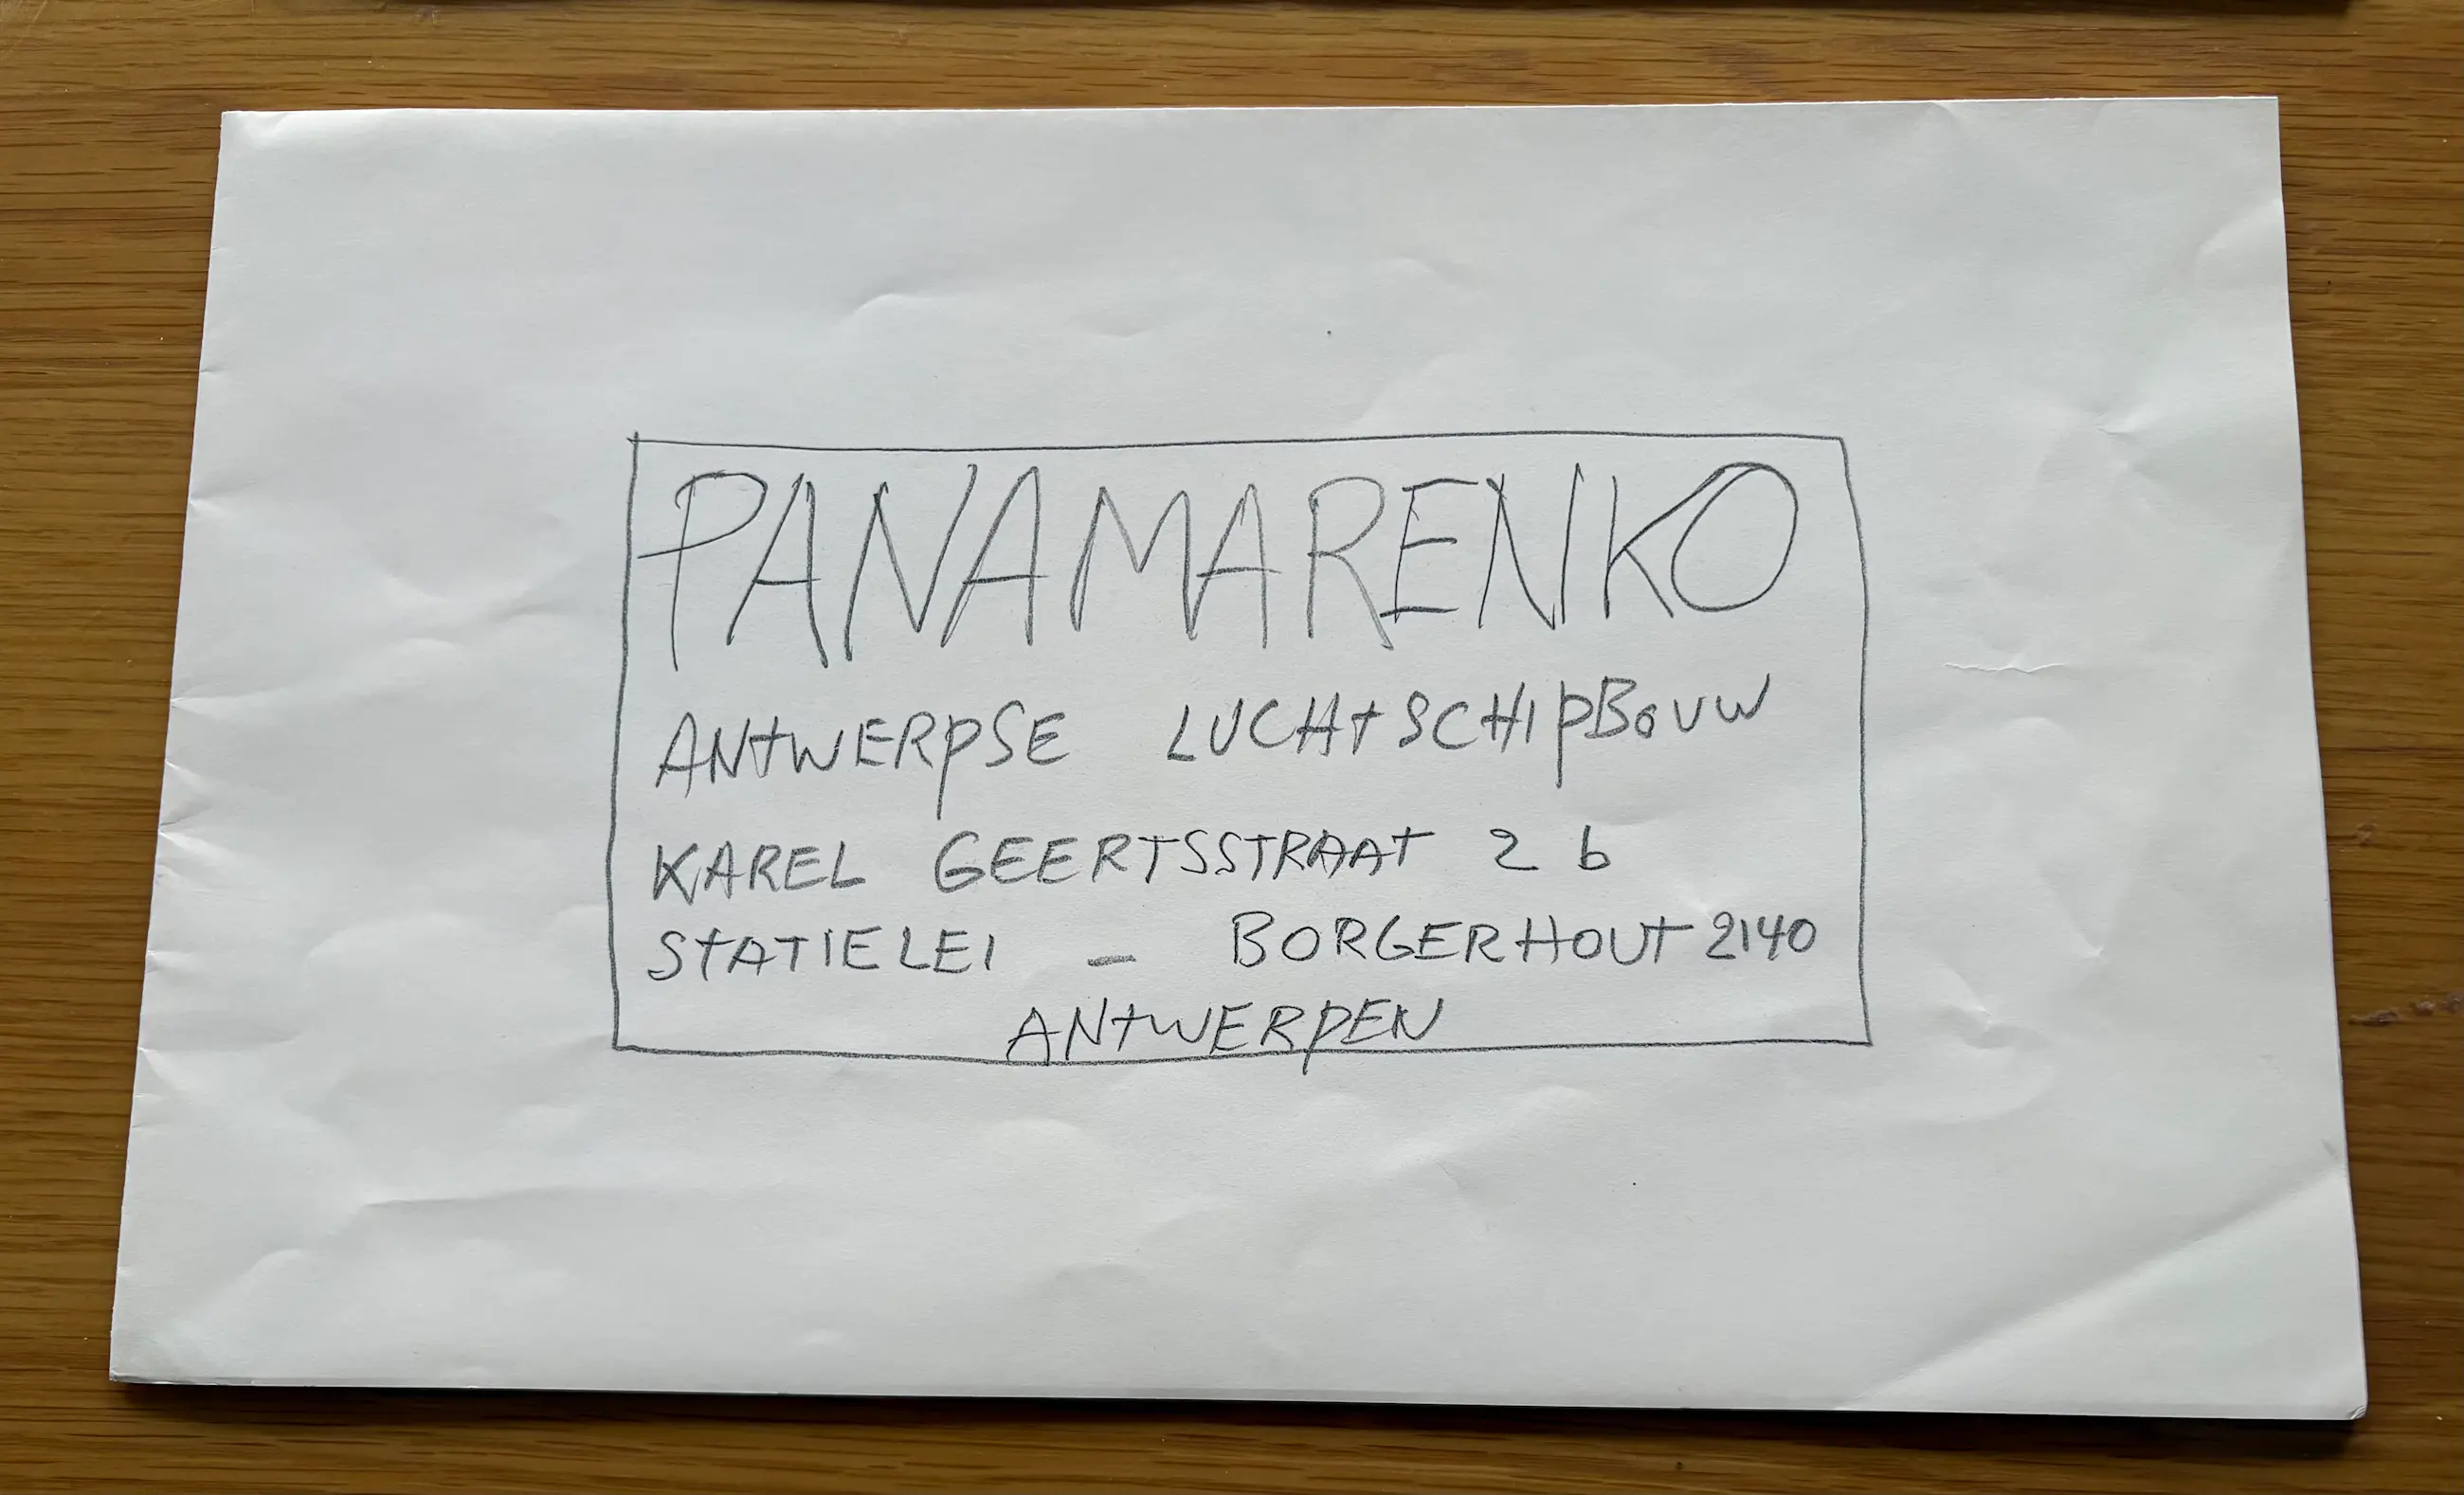 PANAMARENKO
ANTWERPSE LUCHTSCHIPBOUW
KAREL GEERTSSTRAAT 2 b
STATIELEI – BORGERHOUT 2140
ANTWERPEN